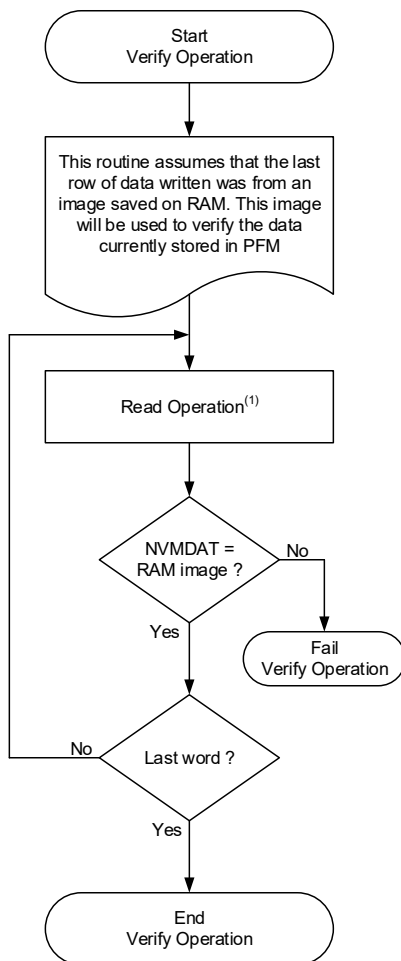 Start
Verify Operation
This routine assumes that the last
row of data written was from an
image saved on RAM. This image
will be used to verify the data
currently stored in PFM
Read Operation(1)
NVMDAT =
RAM image ?
No
Yes
Fail
Verify Operation
No
Last word ?
Yes
End
Verify Operation